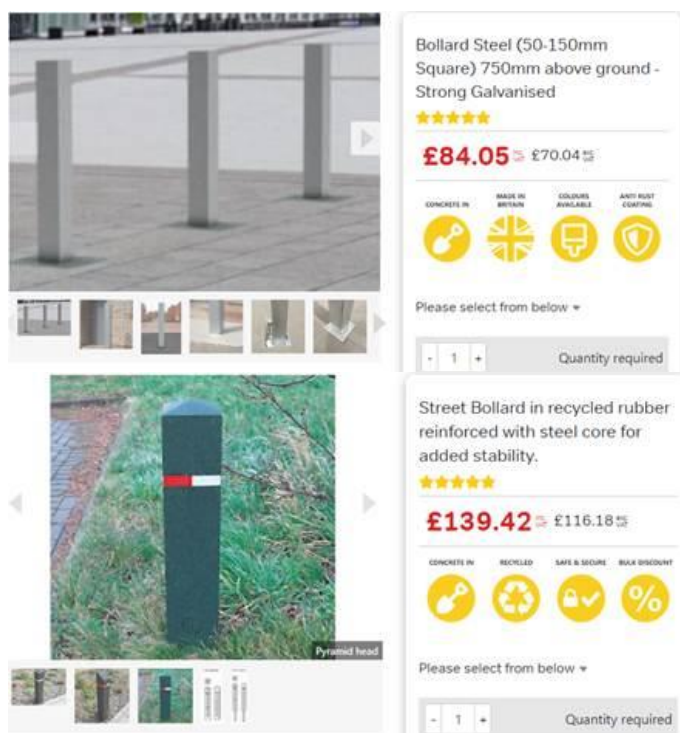 Bollard Steel (50-150mm
Square) 750mm above ground -
Strong Galvanised
£84.05 £70.04
CONCRETE IN
MADE IN
BRITAIN
COLOURS
AVAILABLE
ANTI RUST
COATING
Please select from below
- 1 + Quantity required
Pyramid head
Street Bollard in recycled rubber
reinforced with steel core for
added stability.
£139.42 £116.18
CONCRETE IN RECYCLED SAFE & SECURE BULK DISCOUNT
%
Please select from below
- 1 + Quantity required